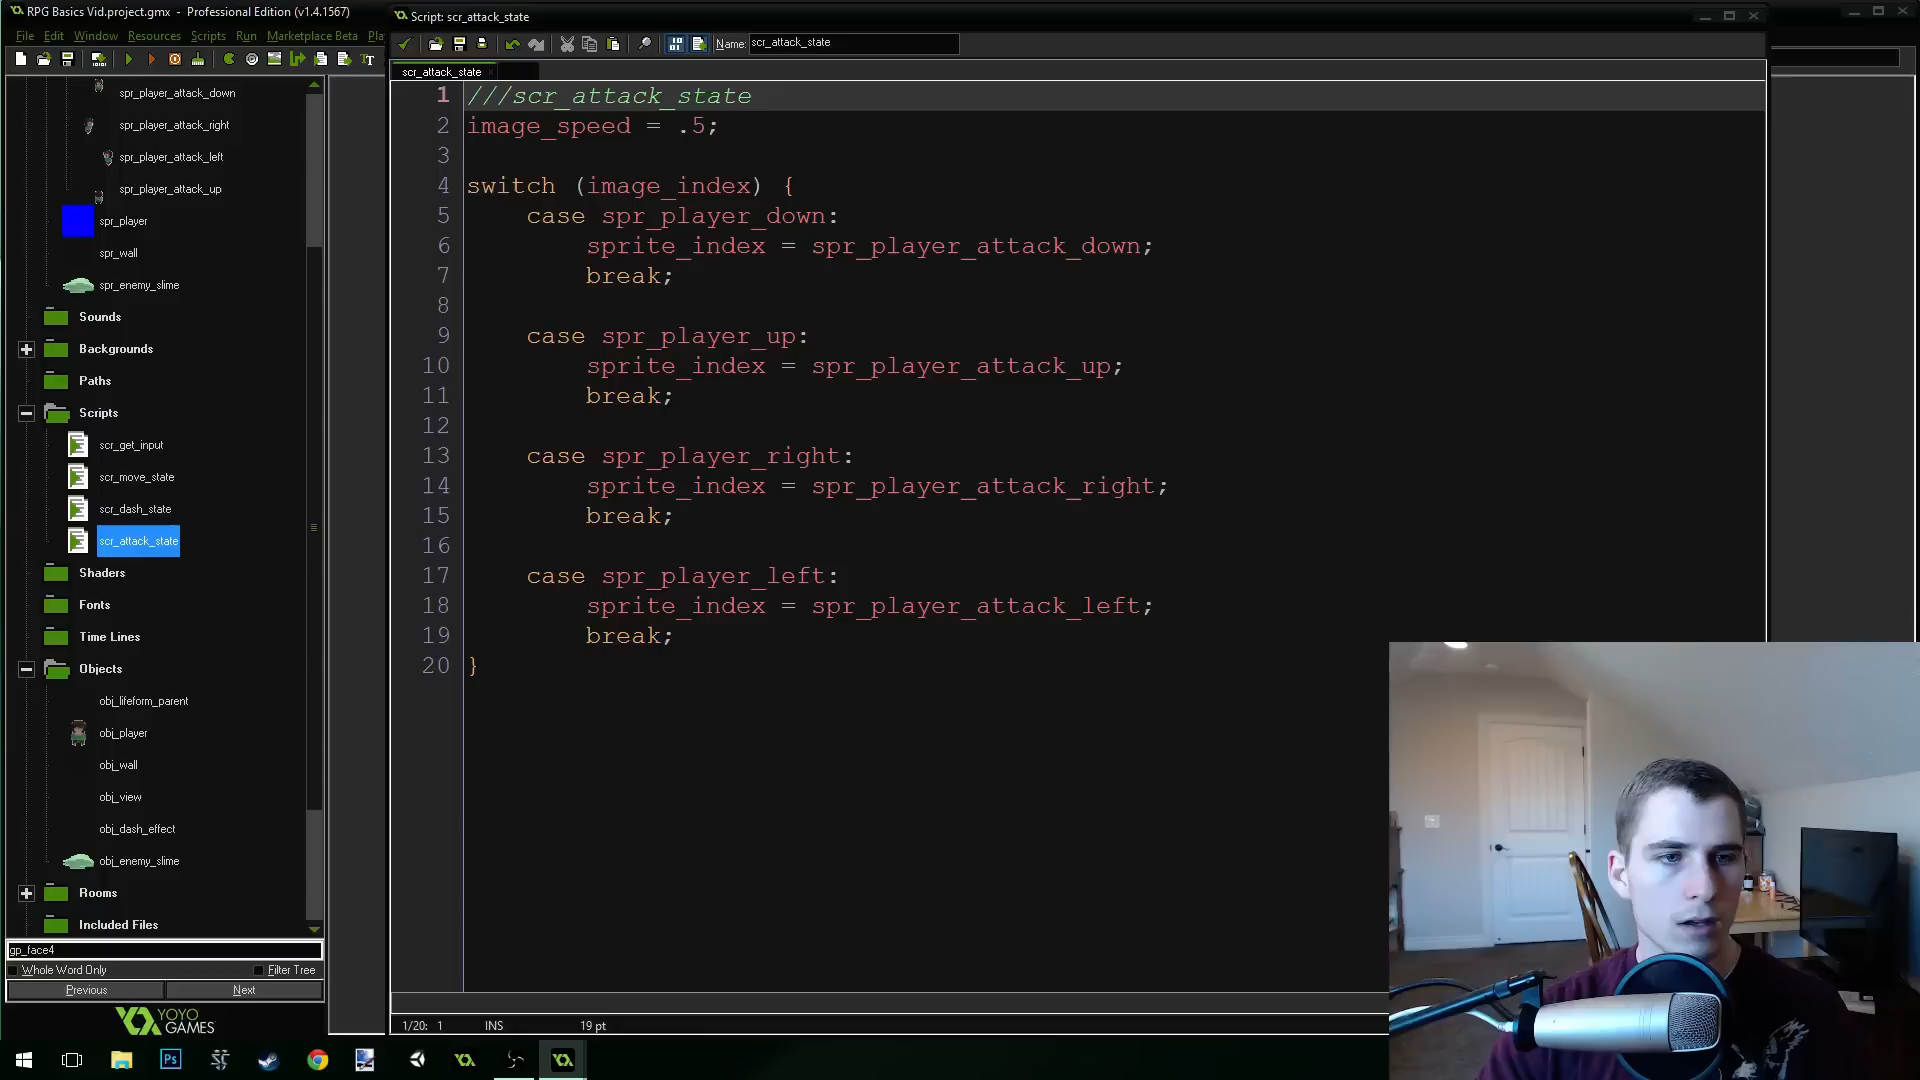 RPG Basics Vid.project.gmx - Professional Edition (v1.4.1567)
File Edit Window Resources Scripts Run Marketplace Beta
spr_player_attack_down
spr_player_attack_right
spr_player_attack_left
spr_player_attack_up
spr_player
spr_wall
spr_enemy_slime
Sounds
Backgrounds
Paths
Scripts
scr_get_input
scr_move_state
scr_dash_state
scr_attack_state
Shaders
Fonts
Time Lines
Objects
obj_lifeform_parent
obj_player
obj_wall
obj_view
obj_dash_effect
obj_enemy_slime
Rooms
Included Files
gp_face4
Whole Word Only Filter Tree
Previous Next
YOYO
GAMES
Script: scr_attack_state
Name: scr_attack_state
scr_attack_state
1 ///scr_attack_state
2 image_speed = .5;
3
4 switch (image_index) {
5 case spr_player_down:
6 sprite_index = spr_player_attack_down;
7 break;
8
9 case spr_player_up:
10 sprite_index = spr_player_attack_up;
11 break;
12
13 case spr_player_right:
14 sprite_index = spr_player_attack_right;
15 break;
16
17 case spr_player_left:
18 sprite_index = spr_player_attack_left;
19 break;
20 }
1/20: 1 INS 19 pt
Ps